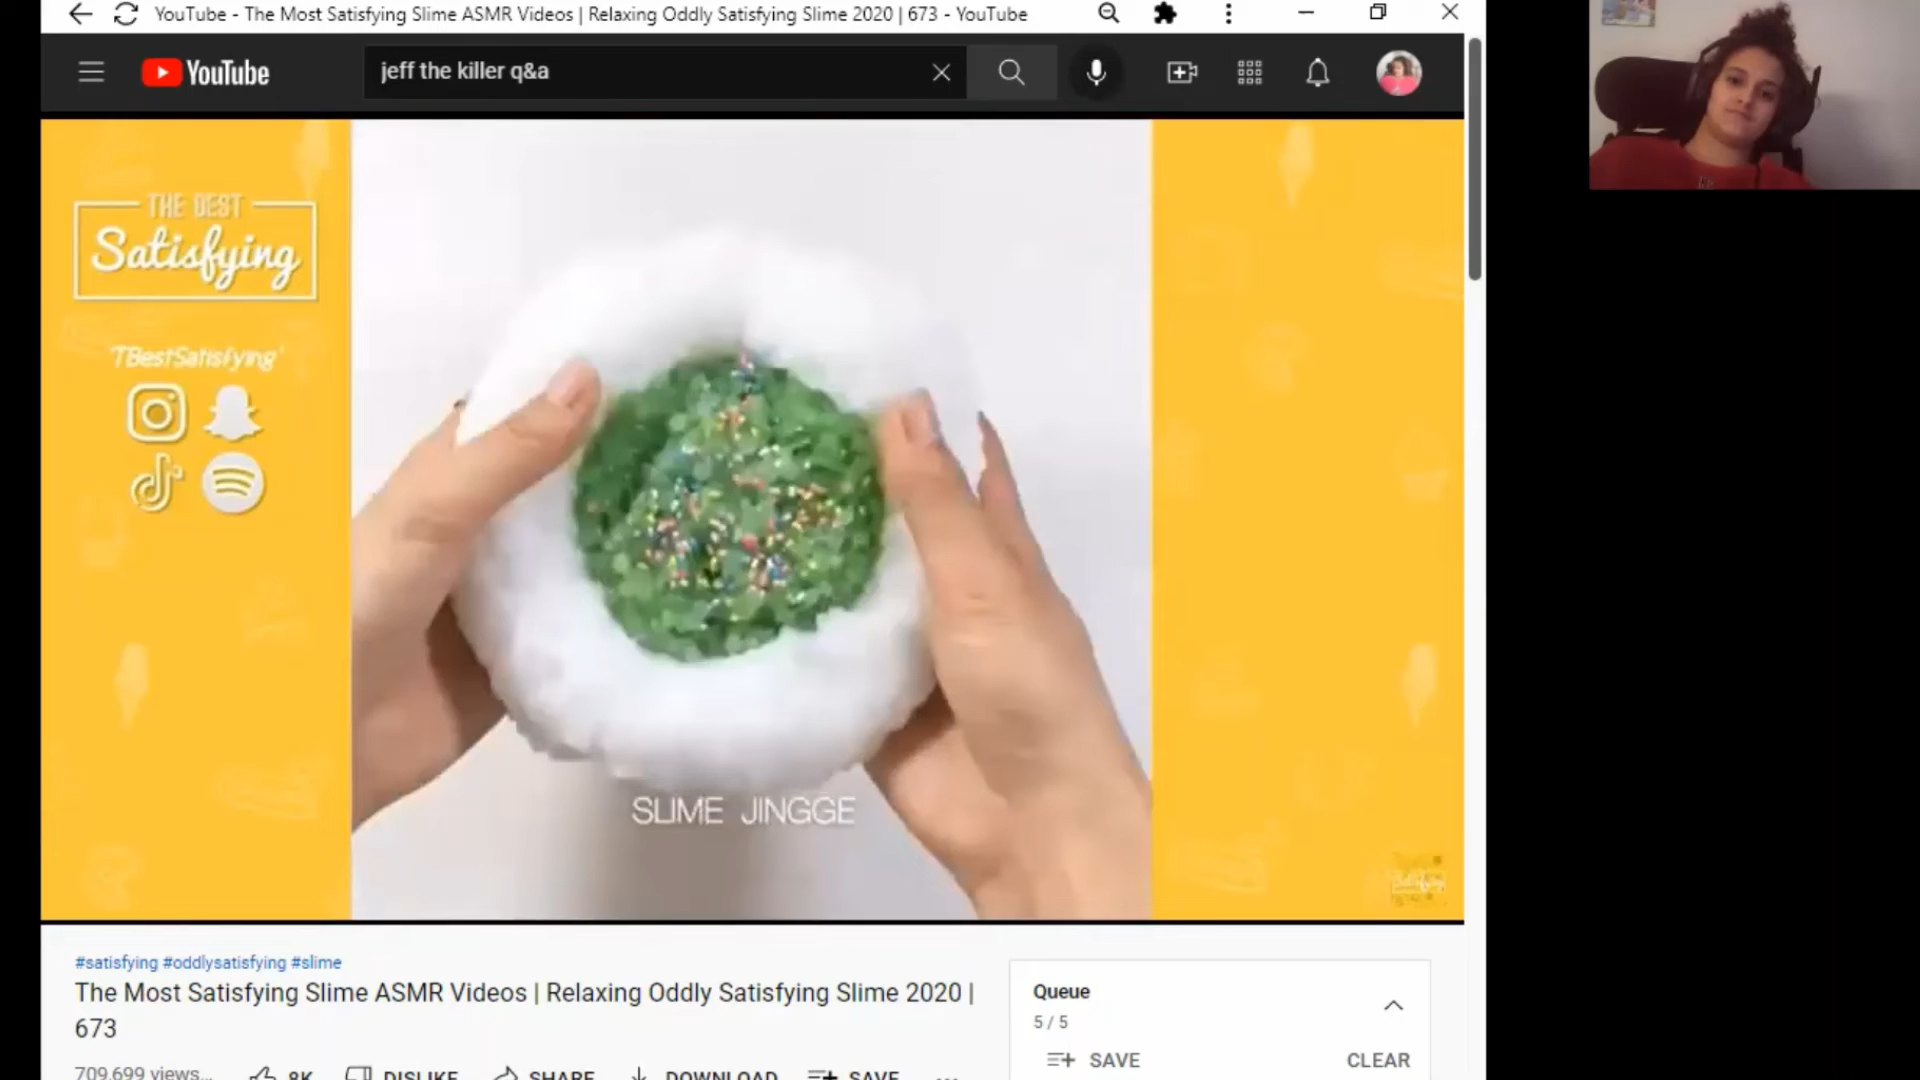 YouTube - The Most Satisfying Slime ASMR Videos | Relaxing Oddly Satisfying Slime 2020 | 673 - YouTube
YouTube
jeff the killer q&a
THE BEST
Satisfying
'TBestSatisfying'
SLIME JINGGE
Satisfying
#satisfying #oddlysatisfying #slime
The Most Satisfying Slime ASMR Videos | Relaxing Oddly Satisfying Slime 2020 |
673
Queue
5 / 5
SAVE
CLEAR
709,699 views...
8K
DISLIKE
SHARE
DOWNLOAD
SAVE